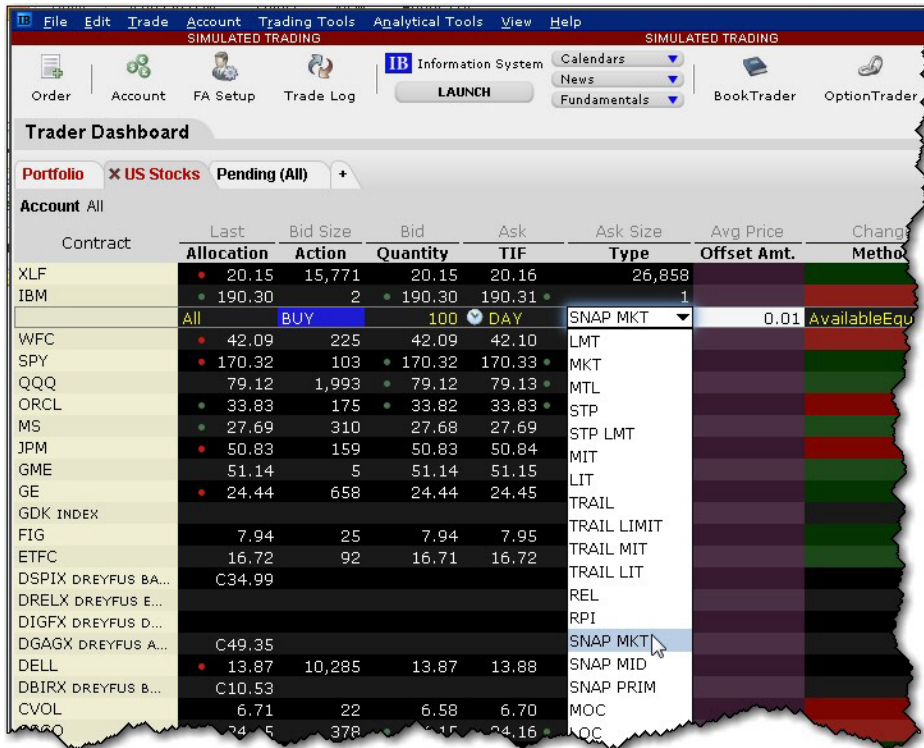 IB File Edit Trade Account Trading Tools Analytical Tools View Help
SIMULATED TRADING SIMULATED TRADING
Order Account FA Setup Trade Log IB Information System LAUNCH Calendars News Fundamentals BookTrader OptionTrader
Trader Dashboard
Portfolio X US Stocks Pending (All) +
Account All
Contract Last Bid Size Bid Ask Ask Size Avg Price Chang
Allocation Action Quantity TIF Type Offset Amt. Metho
XLF 20.15 15,771 20.15 20.16 26,858
IBM 190.30 2 190.30 190.31 1
All BUY 100 DAY SNAP MKT 0.01 AvailableEqu
WFC 42.09 225 42.09 42.10 LMT
SPY 170.32 103 170.32 170.33 MKT
QQQ 79.12 1,993 79.12 79.13 MTL
ORCL 33.83 175 33.82 33.83 STP
MS 27.69 310 27.68 27.69 STP LMT
JPM 50.83 159 50.83 50.84 MIT
GME 51.14 5 51.14 51.15 LIT
GE 24.44 658 24.44 24.45 TRAIL
GDK INDEX TRAIL LIMIT
FIG 7.94 25 7.94 7.95 TRAIL MIT
ETFC 16.72 92 16.71 16.72 TRAIL LIT
DSPIX DREYFUS BA... C34.99 REL
DRELX DREYFUS E... RPI
DIGFX DREYFUS D... SNAP MKT
DGAGX DREYFUS A... C49.35
DELL 13.87 10,285 13.87 13.88 SNAP MID
DBIRX DREYFUS B... C10.53 SNAP PRIM
CVOL 6.71 22 6.58 6.70 MOC
378 24.16